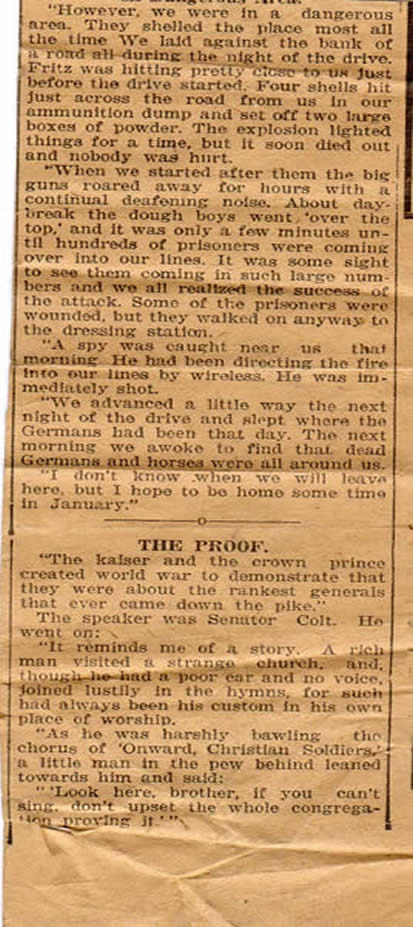 Dangerous Area.
"However, we were in a dangerous
area. They shelled the place most all
the time We laid against the bank of
a road all during the night of the drive.
Fritz was hitting pretty close to us just
before the drive started. Four shells hit
just across the road from us in our
ammunition dump and set off two large
boxes of powder. The explosion lighted
things for a time, but it soon died out
and nobody was hurt.
"When we started after them the big
guns roared away for hours with a
continual deafening noise. About day-
break the dough boys went 'over the
top,' and it was only a few minutes un-
til hundreds of prisoners were coming
over into our lines. It was some sight
to see them coming in such large num-
bers and we all realized the success of
the attack. Some of the prisoners were
wounded, but they walked on anyway to
the dressing station.
"A spy was caught near us that
morning. He had been directing the fire
into our lines by wireless. He was im-
mediately shot.
"We advanced a little way the next
night of the drive and slept where the
Germans had been that day. The next
morning we awoke to find that dead
Germans and horses were all around us.
"I don't know when we will leave
here, but I hope to be home some time
in January."
THE PROOF.
"The kaiser and the crown prince
created world war to demonstrate that
they were about the rankest generals
that ever came down the pike."
The speaker was Senator Colt. He
went on:
"It reminds me of a story. A rich
man visited a strange church, and,
though he had a poor ear and no voice,
joined lustily in the hymns, for such
had always been his custom in his own
place of worship.
"As he was harshly bawling the
chorus of 'Onward, Christian Soldiers,'
a little man in the pew behind leaned
towards him and said:
"'Look here, brother, if you can't
sing, don't upset the whole congrega-
tion proving it'"